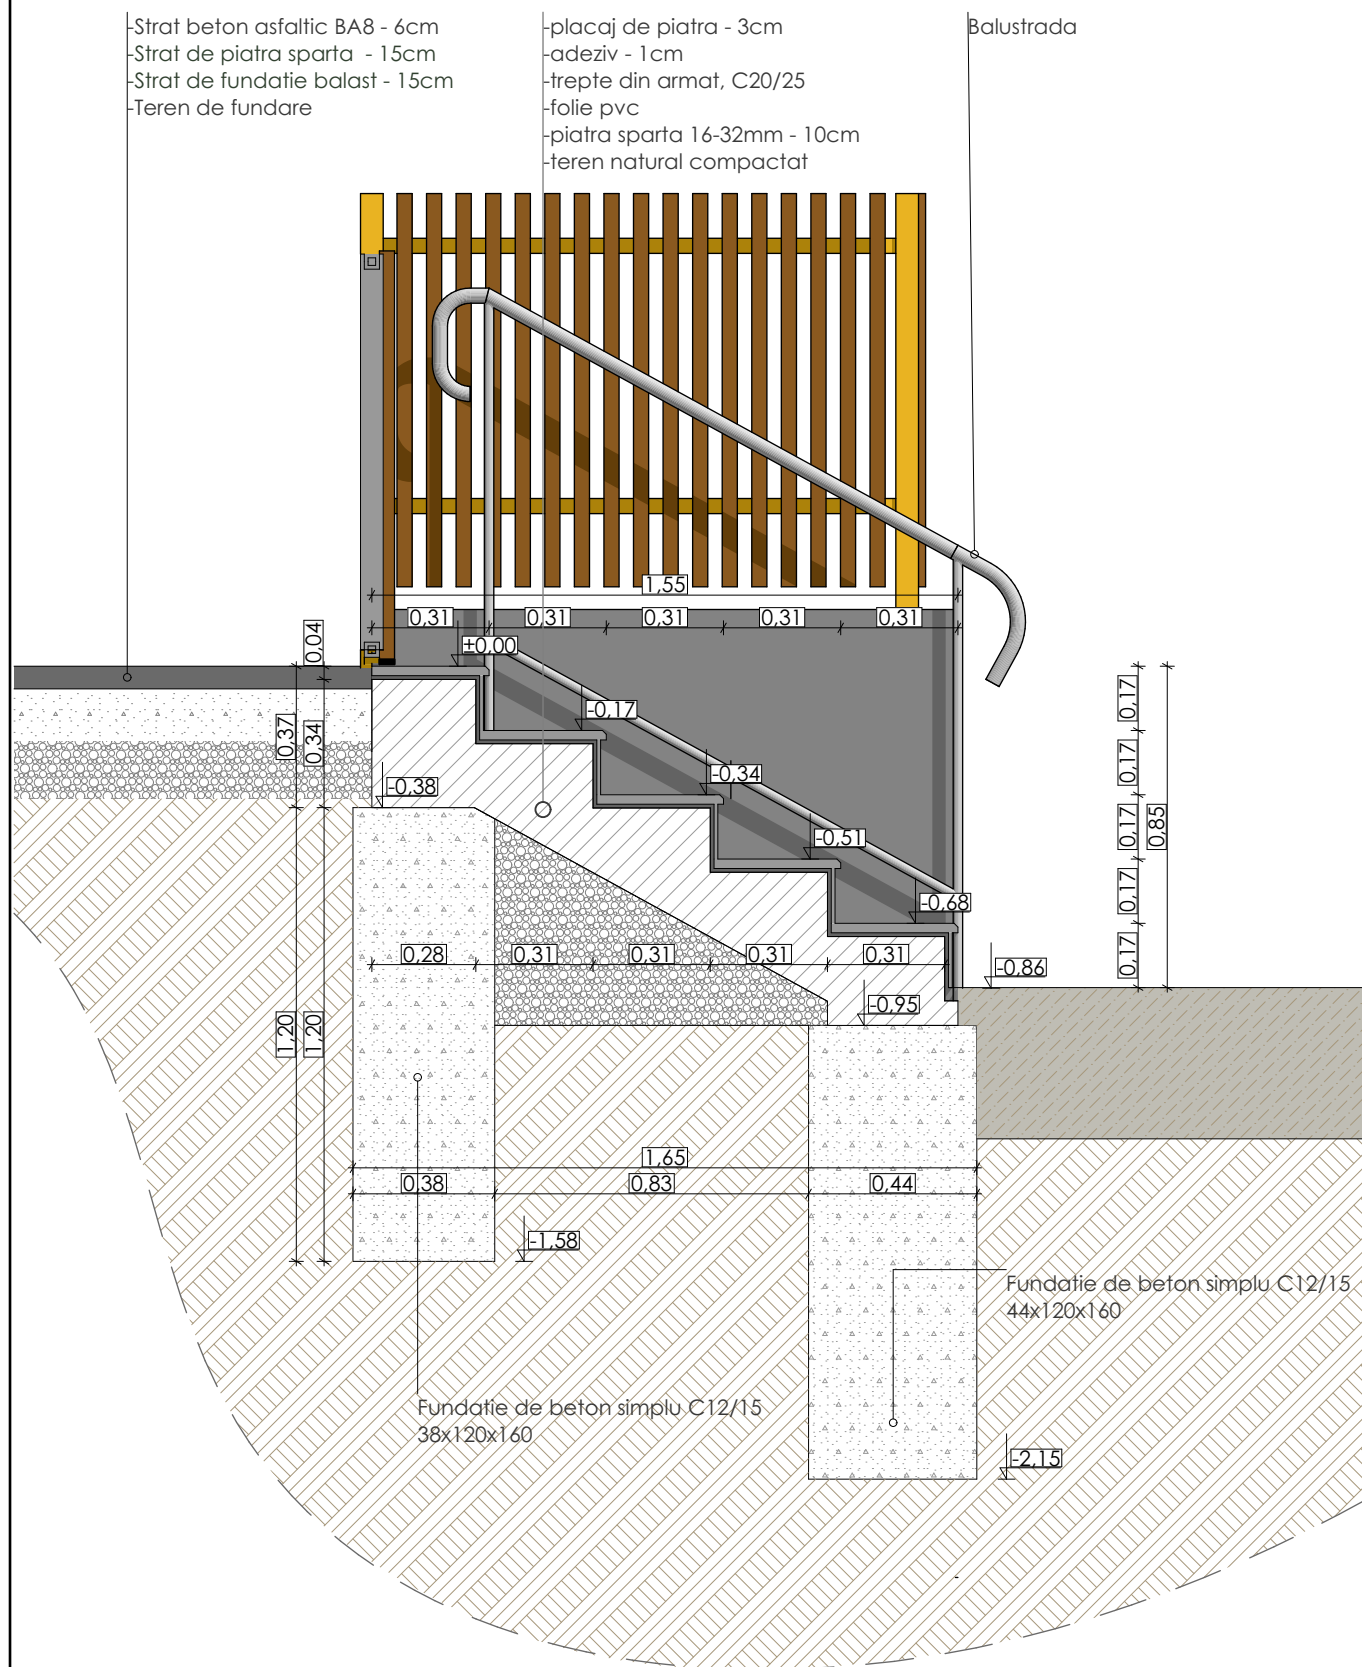 -Strat beton asfaltic BA8 - 6cm
-Strat de piatra sparta - 15cm
-Strat de fundatie balast - 15cm
-Teren de fundare
-placaj de piatra - 3cm
-adeziv - 1cm
-trepte din armat, C20/25
-folie pvc
-piatra sparta 16-32mm - 10cm
-teren natural compactat
Balustrada
1,55
0,31 0,31 0,31 0,31 0,31
0,04
±0,00
-0,17
0,37
0,34
-0,34
-0,38
-0,51
-0,68
0,17
0,17
0,17
0,17
0,17
0,85
0,28 0,31 0,31 0,31 0,31
-0,86
-0,95
1,20
1,20
1,65
0,38 0,83 0,44
-1,58
Fundatie de beton simplu C12/15
44x120x160
Fundatie de beton simplu C12/15
38x120x160
-2,15